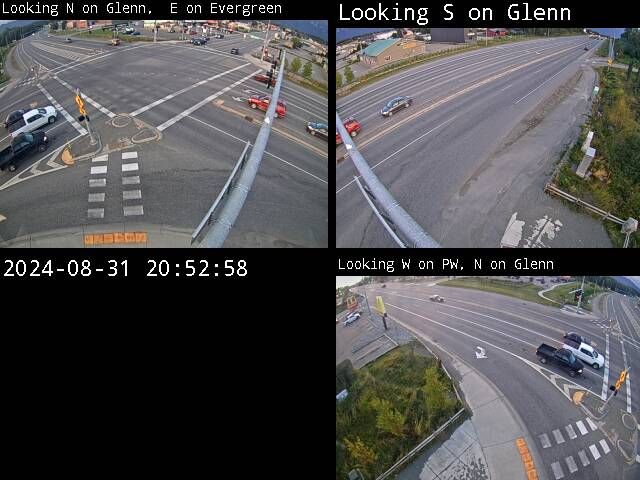 Looking N on Glenn,  E on Evergreen
Looking S on Glenn
2024-08-31 20:52:58
Looking W on PW, N on Glenn